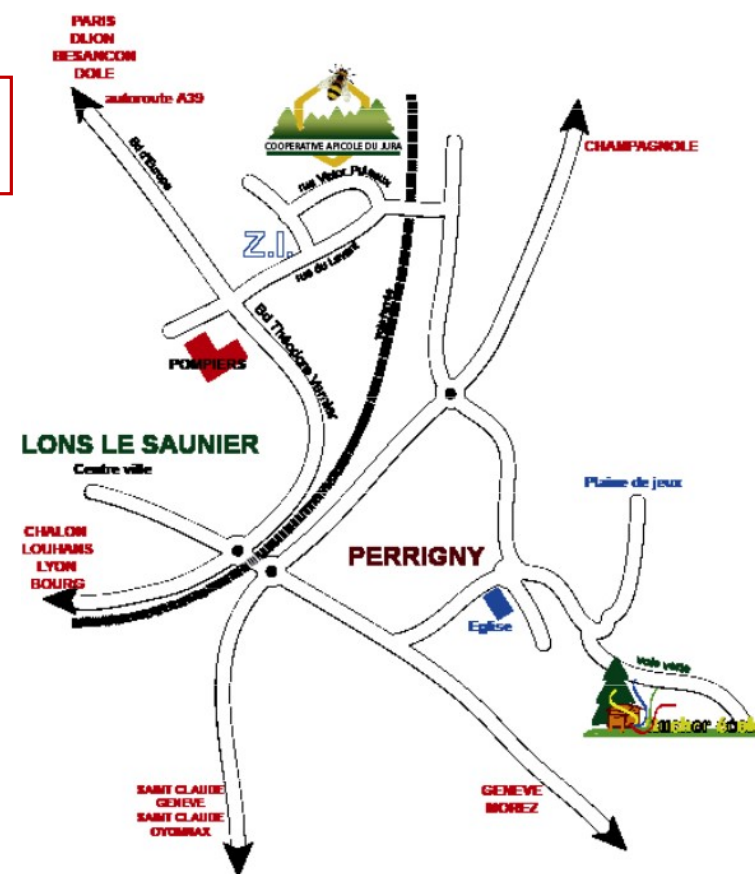 PARIS
DIJON
BESANCON
DOLE
autoroute A39
Bd d'Europe
COOPERATIVE APICOLE DU JURA
CHAMPAGNOLE
rue Victor
Z.I.
rue du Levant
Bd Théodore Vernier
POMPIERS
LONS LE SAUNIER
Centre ville
Plaine de jeux
CHALON
LOUHANS
LYON
BOURG
PERRIGNY
Eglise
voie verte
SAINT CLAUDE
GENEVE
SAINT CLAUDE
OYONNAX
GENEVE
MOREZ